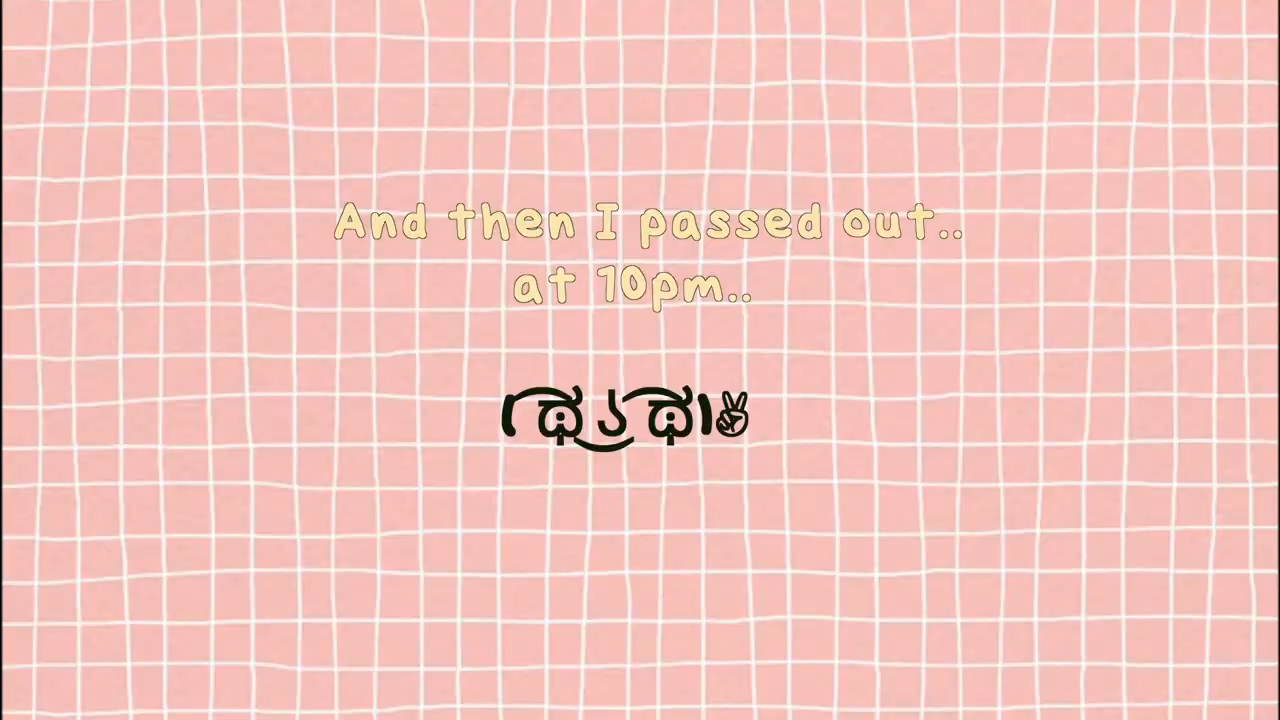 And then I passed out..
at 10pm..
( ͡ಥ ͜ʖ ͡ಥ)✌